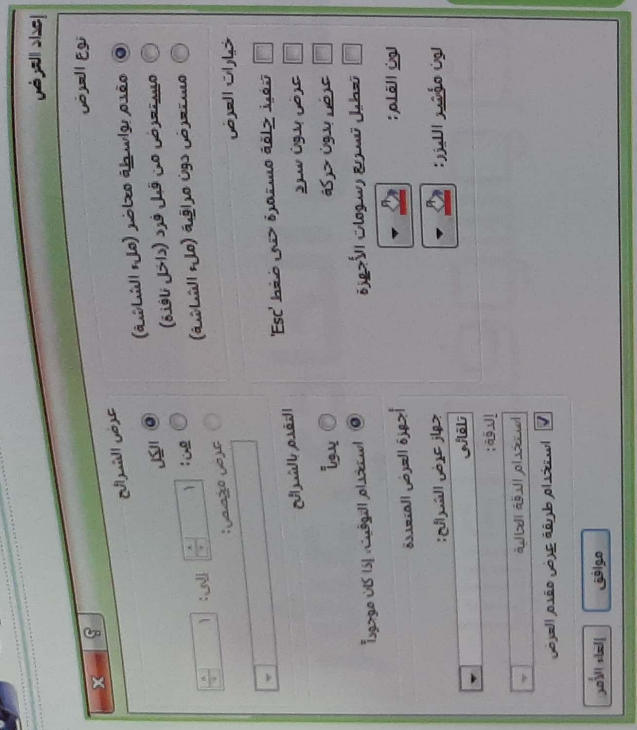 إعداد العرض
نوع العرض
مقدم بواسطة محاضر (ملء الشاشة)
مستعرض من قبل فرد (داخل نافذة)
مستعرض دون مراقبة (ملء الشاشة)
خيارات العرض
تنفيذ حلقة مستمرة حتى ضغط 'Esc'
عرض بدون سرد
عرض بدون حركة
تعطيل تسريع رسومات الأجهزة
لون القلم:
لون مؤشر الليزر:
عرض الشرائح
الكل
من: ١ إلى: ١
عرض مخصص:
التقدم بالشرائح
يدوياً
استخدام التوقيت، إذا كان موجوداً
أجهزة العرض المتعددة
جهاز عرض الشرائح:
تلقائي
الدقة:
استخدام الدقة الحالية
استخدام طريقة عرض مقدم العرض
موافق
إلغاء الأمر